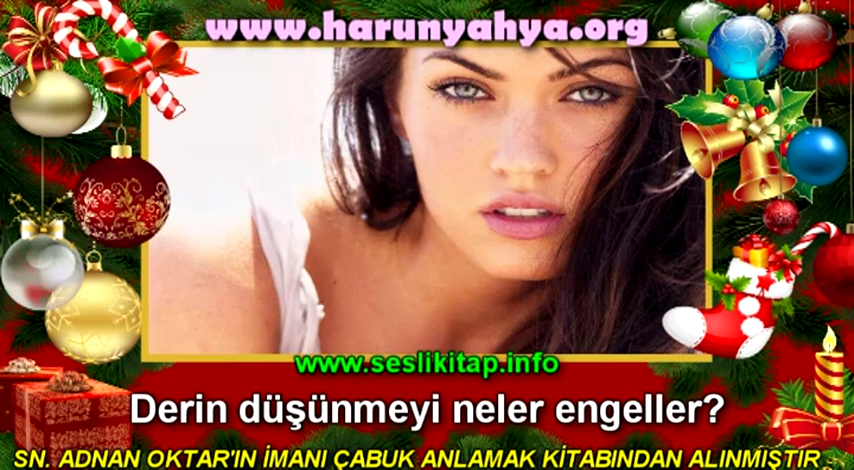 www.harunyahya.org
www.seslikitap.info
Derin düşünmeyi neler engeller?
SN. ADNAN OKTAR'IN İMANI ÇABUK ANLAMAK KİTABINDAN ALINMIŞTIR